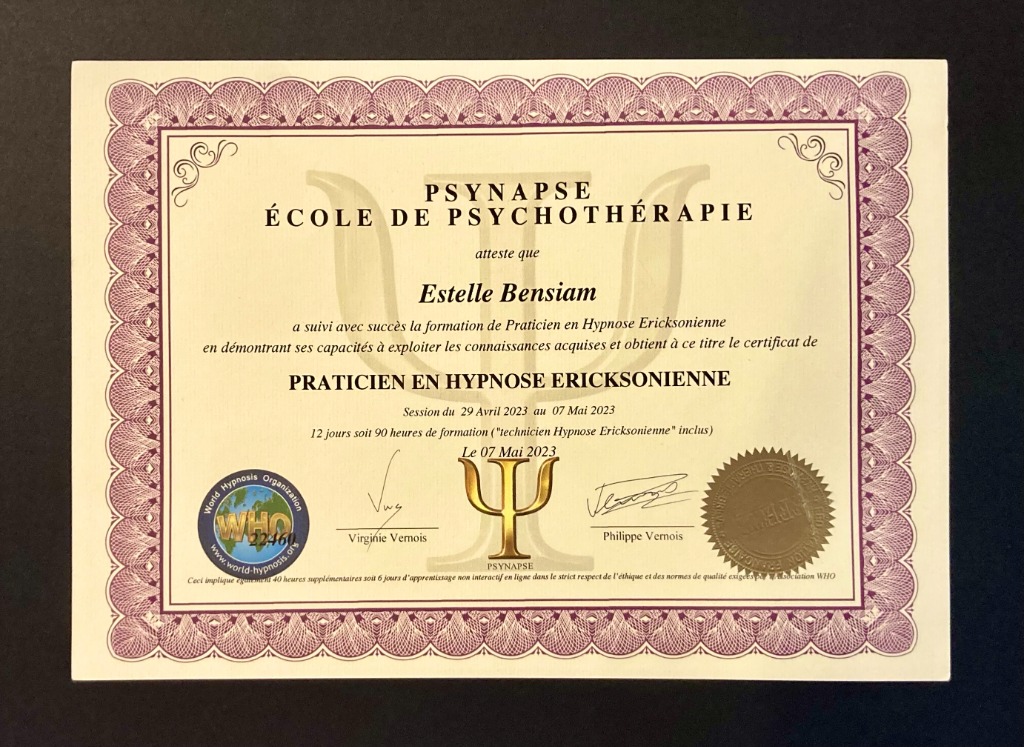 PSYNAPSE
ÉCOLE DE PSYCHOTHÉRAPIE
atteste que
Estelle Bensiam
a suivi avec succès la formation de Praticien en Hypnose Ericksonienne
en démontrant ses capacités à exploiter les connaissances acquises et obtient à ce titre le certificat de
PRATICIEN EN HYPNOSE ERICKSONIENNE
Session du 29 Avril 2023 au 07 Mai 2023
12 jours soit 90 heures de formation ("technicien Hypnose Ericksonienne" inclus)
Le 07 Mai 2023
World Hypnosis Organization
WHO
22460
www.world-hypnosis.org
Virginie Vernois
Philippe Vernois
PSYNAPSE
Ceci implique également 40 heures supplémentaires soit 6 jours d'apprentissage non interactif en ligne dans le strict respect de l'éthique et des normes de qualité exigées par l'association WHO